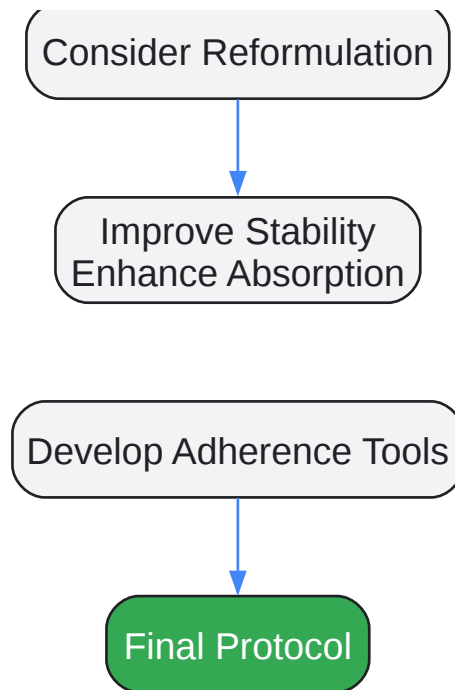 Consider Reformulation
Improve Stability
Enhance Absorption
Develop Adherence Tools
Final Protocol